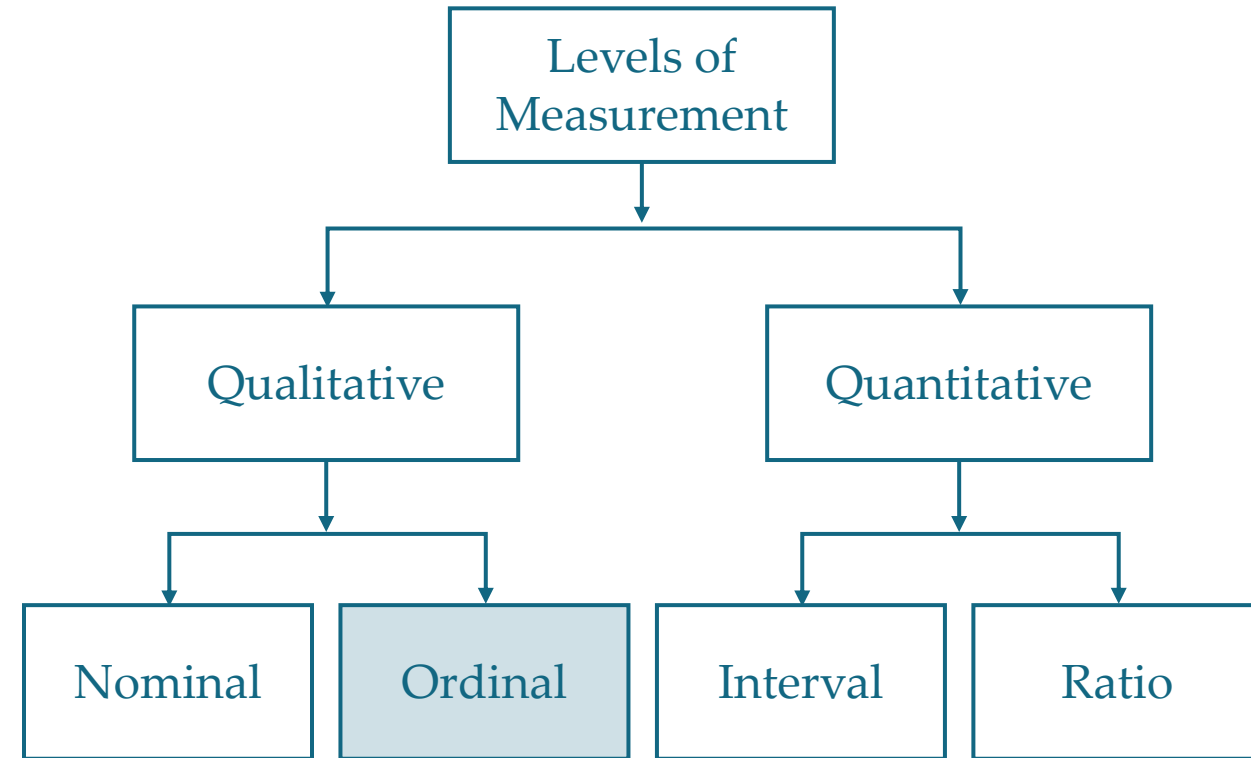 Levels of
Measurement
Qualitative
Quantitative
Nominal
Ordinal
Interval
Ratio